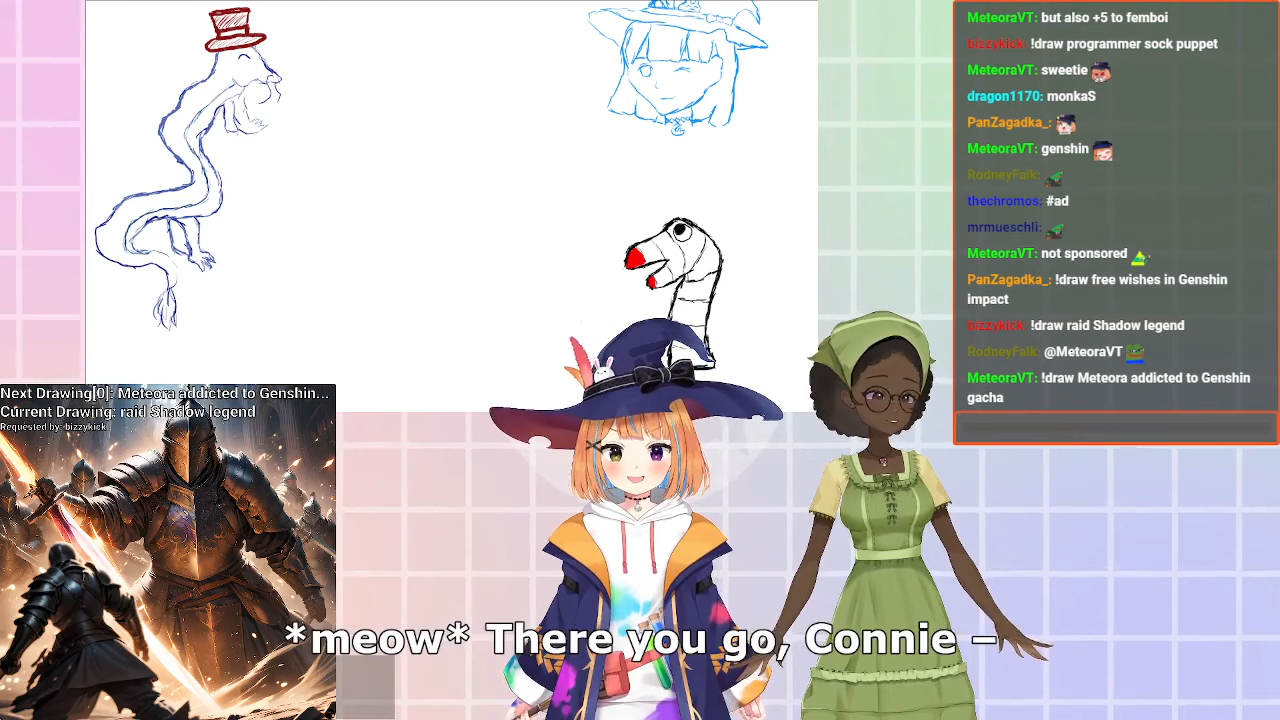 MeteoraVT: but also +5 to femboi
bizzykick: !draw programmer sock puppet
MeteoraVT: sweetie
dragon1170: monkaS
PanZagadka_:
MeteoraVT: genshin
RodneyFalk:
thechromos: #ad
mrmueschli:
MeteoraVT: not sponsored
PanZagadka_: !draw free wishes in Genshin
impact
bizzykick: !draw raid Shadow legend
RodneyFalk: @MeteoraVT
MeteoraVT: !draw Meteora addicted to Genshin
gacha
Next Drawing[0]: Meteora addicted to Genshin...
Current Drawing: raid Shadow legend
Requested by: bizzykick
*meow* There you go, Connie –